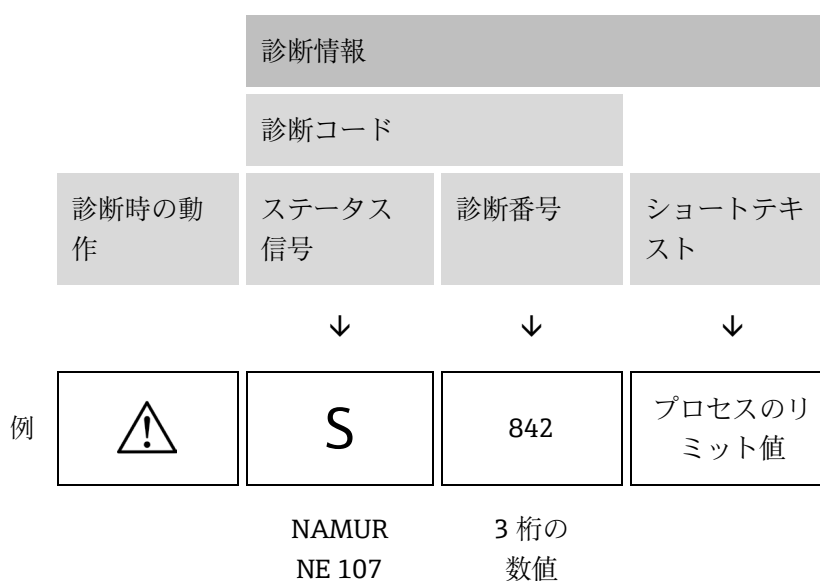 診断情報
診断コード
診断時の動
作
ステータス
信号
診断番号
ショートテキ
スト
↓ ↓ ↓
例
S
842
プロセスのリ
ミット値
NAMUR
NE 107
3 桁の
数値